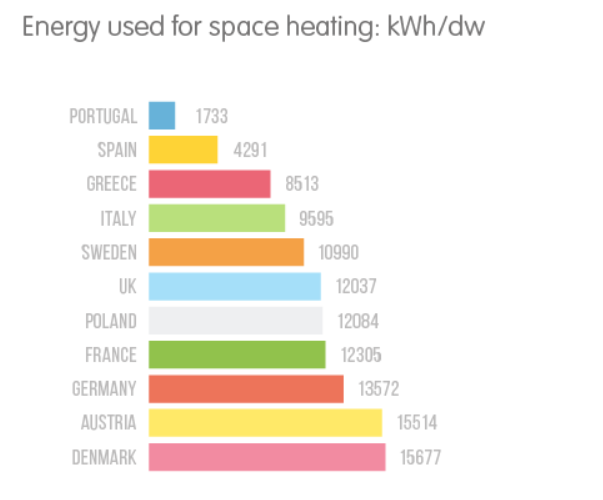 Energy used for space heating: kWh/dw
PORTUGAL 1733
SPAIN 4291
GREECE 8513
ITALY 9595
SWEDEN 10990
UK 12037
POLAND 12084
FRANCE 12305
GERMANY 13572
AUSTRIA 15514
DENMARK 15677